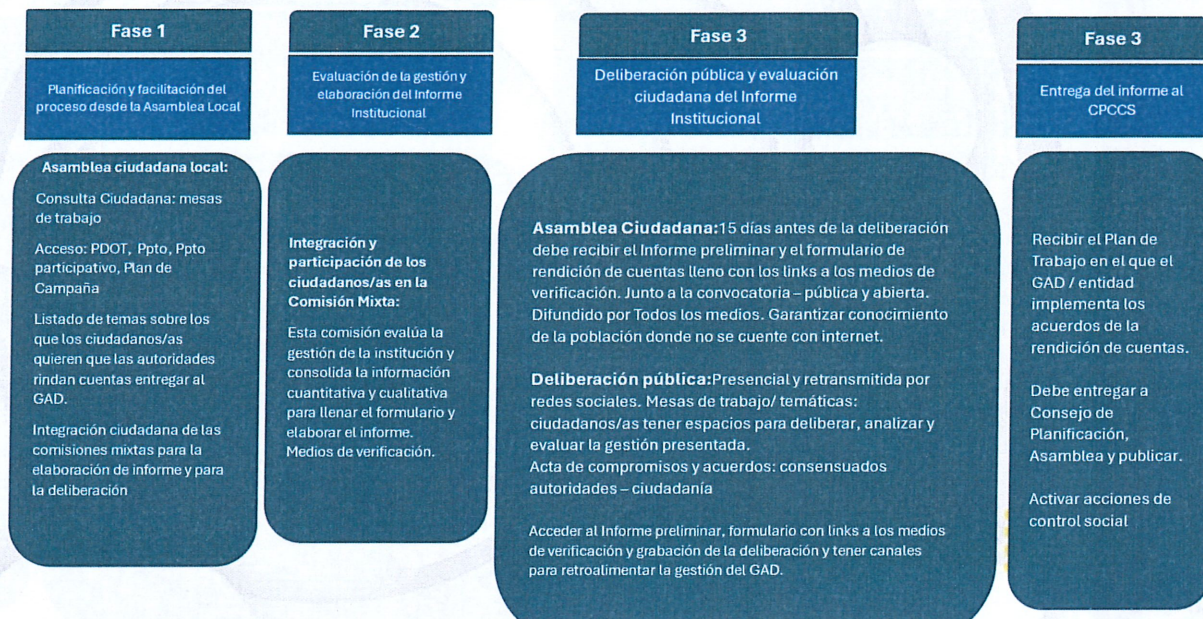 Fase 1
Planificación y facilitación del
proceso desde la Asamblea Local
Asamblea ciudadana local:
Consulta Ciudadana: mesas
de trabajo
Acceso: PDOT, Ppto, Ppto
participativo, Plan de
Campaña
Listado de temas sobre los
que los ciudadanos/as
quieren que las autoridades
rindan cuentas entregar al
GAD.
Integración ciudadana de las
comisiones mixtas para la
elaboración de informe y para
la deliberación
Fase 2
Evaluación de la gestión y
elaboración del Informe
Institucional
Integración y
participación de los
ciudadanos/as en la
Comisión Mixta:
Esta comisión evalúa la
gestión de la institución y
consolida la información
cuantitativa y cualitativa
para llenar el formulario y
elaborar el informe.
Medios de verificación.
Fase 3
Deliberación pública y evaluación
ciudadana del Informe
Institucional
Asamblea Ciudadana:15 días antes de la deliberación
debe recibir el Informe preliminar y el formulario de
rendición de cuentas lleno con los links a los medios de
verificación. Junto a la convocatoria – pública y abierta.
Difundido por Todos los medios. Garantizar conocimiento
de la población donde no se cuente con internet.
Deliberación pública:Presencial y retransmitida por
redes sociales. Mesas de trabajo/ temáticas:
ciudadanos/as tener espacios para deliberar, analizar y
evaluar la gestión presentada.
Acta de compromisos y acuerdos: consensuados
autoridades – ciudadanía
Acceder al Informe preliminar, formulario con links a los medios
de verificación y grabación de la deliberación y tener canales
para retroalimentar la gestión del GAD.
Fase 3
Entrega del informe al
CPCCS
Recibir el Plan de
Trabajo en el que el
GAD / entidad
implementa los
acuerdos de la
rendición de cuentas.
Debe entregar a
Consejo de
Planificación,
Asamblea y publicar.
Activar acciones de
control social